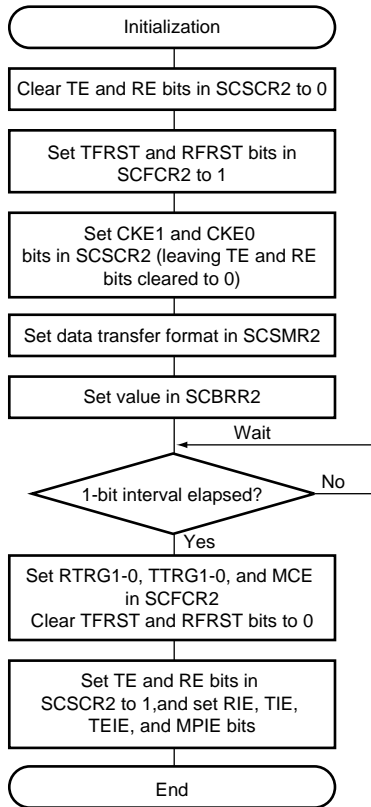 Initialization
Clear TE and RE bits in SCSCR2 to 0
Set TFRST and RFRST bits in
SCFCR2 to 1
Set CKE1 and CKE0
bits in SCSCR2 (leaving TE and RE
bits cleared to 0)
Set data transfer format in SCSMR2
Set value in SCBRR2
Wait
1-bit interval elapsed?
No
Yes
Set RTRG1-0, TTRG1-0, and MCE
in SCFCR2
Clear TFRST and RFRST bits to 0
Set TE and RE bits in
SCSCR2 to 1,and set RIE, TIE,
TEIE, and MPIE bits
End